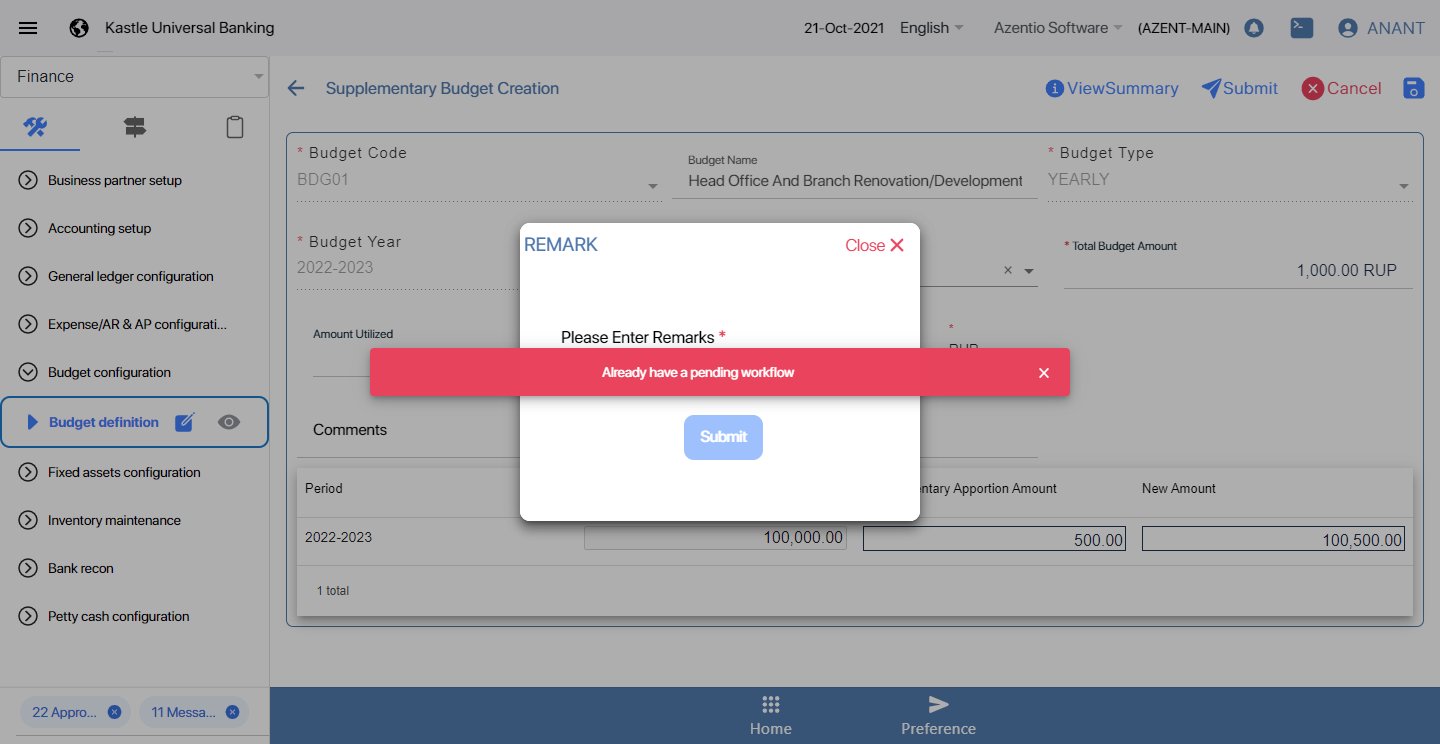 Kastle Universal Banking
21-Oct-2021 English Azentio Software (AZENT-MAIN) ANANT
Finance
Supplementary Budget Creation
ViewSummary Submit Cancel
Business partner setup
Accounting setup
General ledger configuration
Expense/AR & AP configurati...
Budget configuration
Budget definition
Fixed assets configuration
Inventory maintenance
Bank recon
Petty cash configuration
22 Appro... 11 Messa...
* Budget Code
BDG01
Budget Name
Head Office And Branch Renovation/Development
* Budget Type
YEARLY
* Budget Year
2022-2023
* Total Budget Amount
1,000.00 RUP
Amount Utilized
*
RUP
Comments
REMARK
Close
Please Enter Remarks *
Already have a pending workflow
Submit
Period
entary Apportion Amount
New Amount
2022-2023
100,000.00
500.00
100,500.00
1 total
Home
Preference